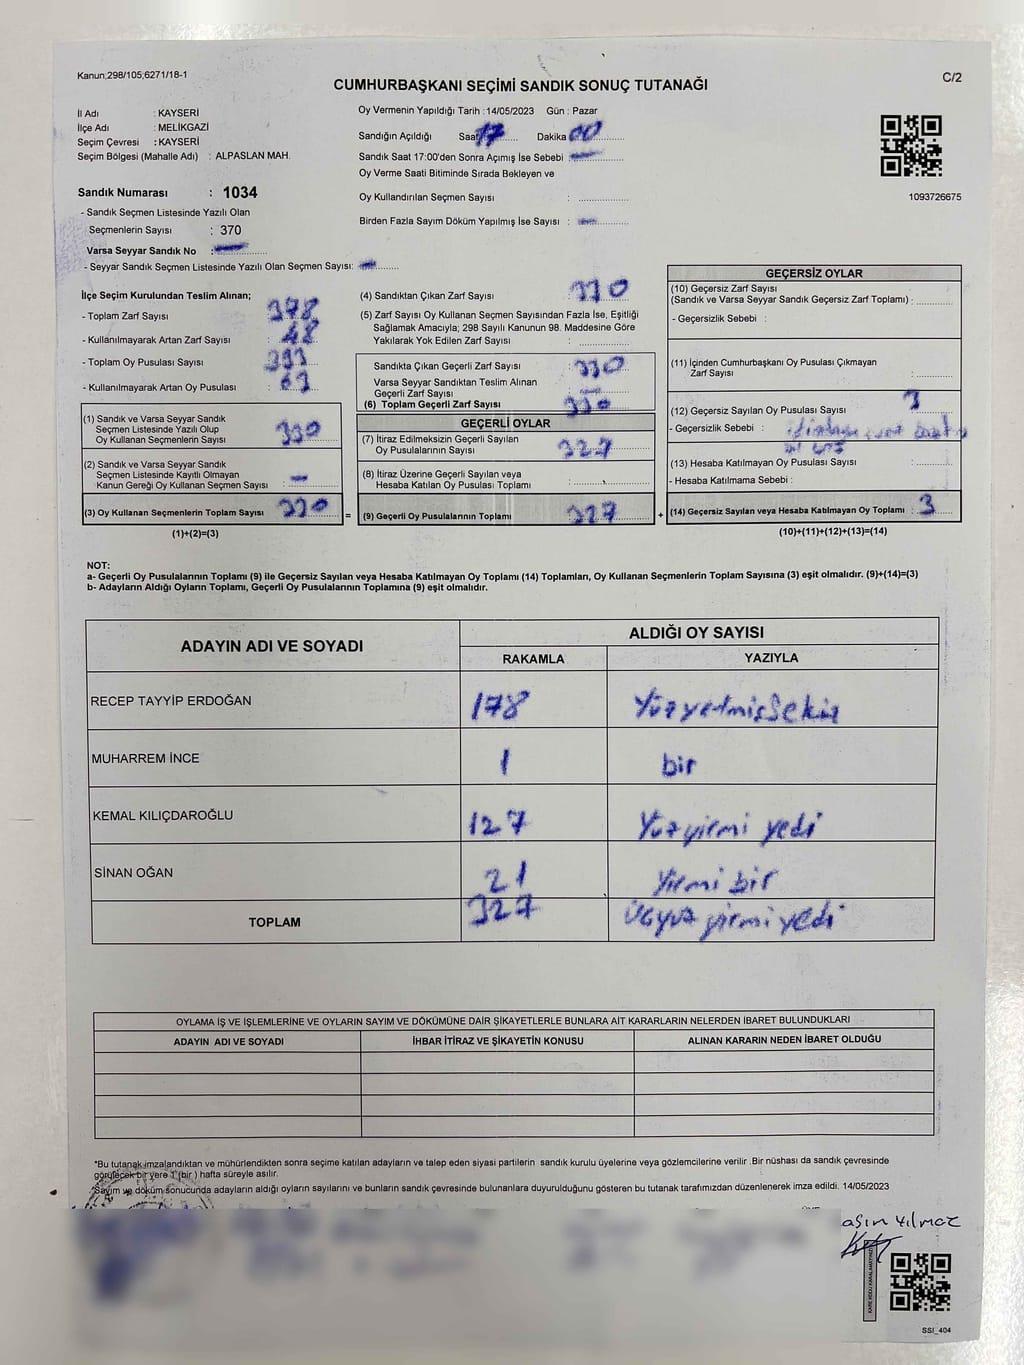 Kanun;298/105;6271/18-1
C/2
CUMHURBAŞKANI SEÇİMİ SANDIK SONUÇ TUTANAĞI
İl Adı : KAYSERİ
İlçe Adı : MELİKGAZİ
Seçim Çevresi : KAYSERİ
Seçim Bölgesi (Mahalle Adı) : ALPASLAN MAH.
Sandık Numarası : 1034
- Sandık Seçmen Listesinde Yazılı Olan
Seçmenlerin Sayısı : 370
Varsa Seyyar Sandık No :
- Seyyar Sandık Seçmen Listesinde Yazılı Olan Seçmen Sayısı:
Oy Vermenin Yapıldığı Tarih : 14/05/2023 Gün : Pazar
Sandığın Açıldığı Saat 17 Dakika 00
Sandık Saat 17:00'den Sonra Açımış İse Sebebi :
Oy Verme Saati Bitiminde Sırada Bekleyen ve
Oy Kullandırılan Seçmen Sayısı :
Birden Fazla Sayım Döküm Yapılmış İse Sayısı :
1093726675
İlçe Seçim Kurulundan Teslim Alınan;
- Toplam Zarf Sayısı : 378
- Kullanılmayarak Artan Zarf Sayısı : 48
- Toplam Oy Pusulası Sayısı : 393
- Kullanılmayarak Artan Oy Pusulası : 63
(1) Sandık ve Varsa Seyyar Sandık
Seçmen Listesinde Yazılı Olup
Oy Kullanan Seçmenlerin Sayısı : 330
(2) Sandık ve Varsa Seyyar Sandık
Seçmen Listesinde Kayıtlı Olmayan
Kanun Gereği Oy Kullanan Seçmen Sayısı :
(3) Oy Kullanan Seçmenlerin Toplam Sayısı : 330
(1)+(2)=(3)
=
(4) Sandıktan Çıkan Zarf Sayısı : 330
(5) Zarf Sayısı Oy Kullanan Seçmen Sayısından Fazla İse, Eşitliği
Sağlamak Amacıyla; 298 Sayılı Kanunun 98. Maddesine Göre
Yakılarak Yok Edilen Zarf Sayısı :
Sandıkta Çıkan Geçerli Zarf Sayısı : 330
Varsa Seyyar Sandıktan Teslim Alınan
Geçerli Zarf Sayısı :
(6) Toplam Geçerli Zarf Sayısı : 330
GEÇERLİ OYLAR
(7) İtiraz Edilmeksizin Geçerli Sayılan
Oy Pusulalarının Sayısı : 327
(8) İtiraz Üzerine Geçerli Sayılan veya
Hesaba Katılan Oy Pusulası Toplamı :
(9) Geçerli Oy Pusulalarının Toplamı : 327
+
GEÇERSİZ OYLAR
(10) Geçersiz Zarf Sayısı
(Sandık ve Varsa Seyyar Sandık Geçersiz Zarf Toplamı) :
- Geçersizlik Sebebi :
(11) İçinden Cumhurbaşkanı Oy Pusulası Çıkmayan
Zarf Sayısı :
(12) Geçersiz Sayılan Oy Pusulası Sayısı : 3
- Geçersizlik Sebebi :
(13) Hesaba Katılmayan Oy Pusulası Sayısı :
- Hesaba Katılmama Sebebi :
(14) Geçersiz Sayılan veya Hesaba Katılmayan Oy Toplamı : 3
(10)+(11)+(12)+(13)=(14)
NOT:
a- Geçerli Oy Pusulalarının Toplamı (9) ile Geçersiz Sayılan veya Hesaba Katılmayan Oy Toplamı (14) Toplamları, Oy Kullanan Seçmenlerin Toplam Sayısına (3) eşit olmalıdır. (9)+(14)=(3)
b- Adayların Aldığı Oyların Toplamı, Geçerli Oy Pusulalarının Toplamına (9) eşit olmalıdır.
ADAYIN ADI VE SOYADI
ALDIĞI OY SAYISI
RAKAMLA YAZIYLA
RECEP TAYYİP ERDOĞAN 178 Yüzyetmişsekiz
MUHARREM İNCE 1 bir
KEMAL KILIÇDAROĞLU 127 Yüzyirmi yedi
SİNAN OĞAN 21 Yirmi bir
TOPLAM 327 Üçyüz yirmiyedi
OYLAMA İŞ VE İŞLEMLERİNE VE OYLARIN SAYIM VE DÖKÜMÜNE DAİR ŞİKAYETLERLE BUNLARA AİT KARARLARIN NELERDEN İBARET BULUNDUKLARI
ADAYIN ADI VE SOYADI İHBAR İTİRAZ VE ŞİKAYETİN KONUSU ALINAN KARARIN NEDEN İBARET OLDUĞU
*Bu tutanak imzalandıktan ve mühürlendikten sonra seçime katılan adayların ve talep eden siyasi partilerin sandık kurulu üyelerine veya gözlemcilerine verilir .Bir nüshası da sandık çevresinde
görülecek bir yere 1 (bir ) hafta süreyle asılır.
*Sayım ve döküm sonucunda adayların aldığı oyların sayılarını ve bunların sandık çevresinde bulunanlara duyurulduğunu gösteren bu tutanak tarafımızdan düzenlenerek imza edildi. 14/05/2023
asın Yılmaz
KARE KODU KARALAMAYINIZ
SSI_404